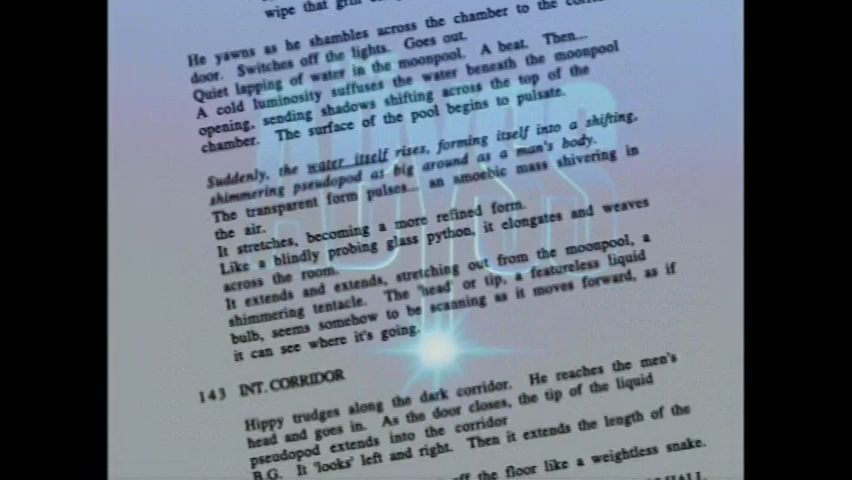 wipe that grin
He yawns as he shambles across the chamber to the
door. Switches off the lights. Goes out.
Quiet lapping of water in the moonpool. A beat. Then...
A cold luminosity suffuses the water beneath the moonpool
opening, sending shadows shifting across the top of the
chamber. The surface of the pool begins to pulsate.
Suddenly, the water itself rises, forming itself into a shifting,
shimmering pseudopod as big around as a man's body.
The transparent form pulses... an amoebic mass shivering in
the air.
It stretches, becoming a more refined form.
Like a blindly probing glass python, it elongates and weaves
across the room.
It extends and extends, stretching out from the moonpool, a
shimmering tentacle. The 'head' or tip, a featureless liquid
bulb, seems somehow to be scanning as it moves forward, as if
it can see where it's going.
ABYSS
143 INT. CORRIDOR
Hippy trudges along the dark corridor. He reaches the men's
head and goes in. As the door closes, the tip of the liquid
pseudopod extends into the corridor
B.G. It 'looks' left and right. Then it extends the length of the
off the floor like a weightless snake.